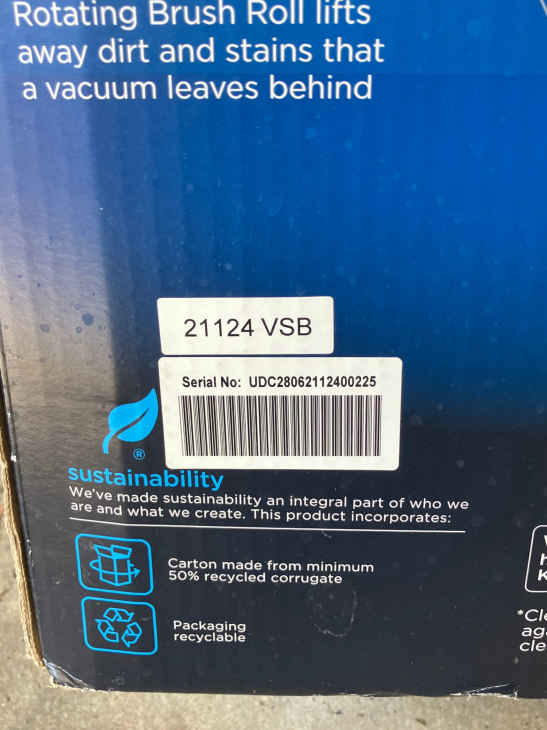 Rotating Brush Roll lifts
away dirt and stains that
a vacuum leaves behind
21124 VSB
Serial No: UDC28062112400225
®
sustainability
We've made sustainability an integral part of who we
are and what we create. This product incorporates:
Carton made from minimum
50% recycled corrugate
Packaging
recyclable